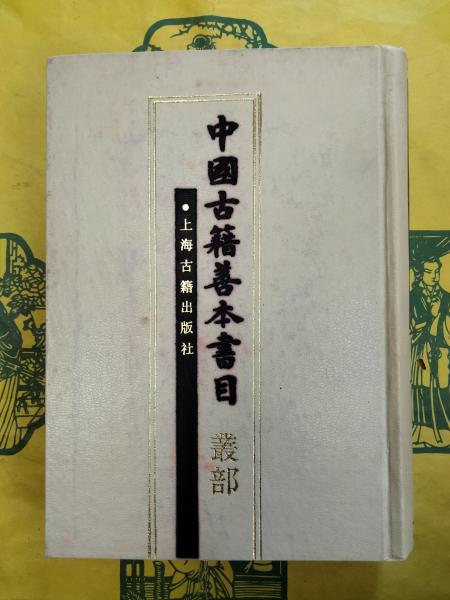 中國古籍善本書目
叢部
●上海古籍出版社